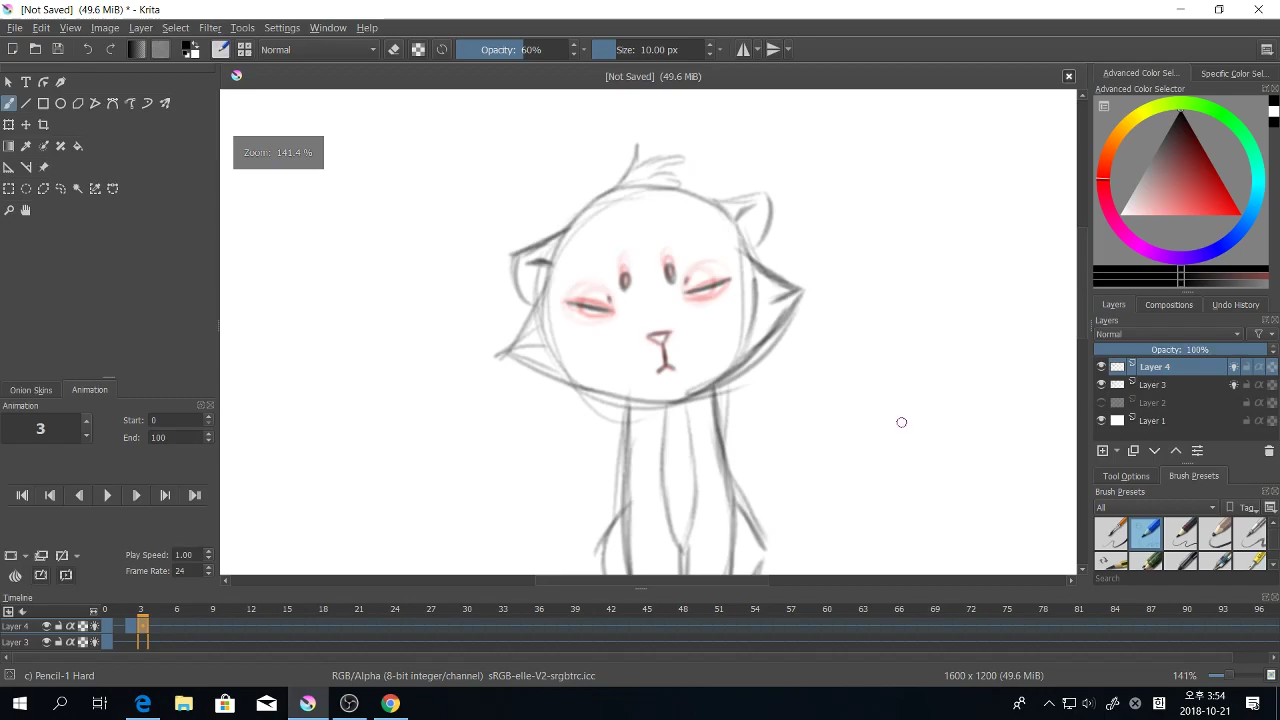 [Not Saved] (49.6 MiB) * - Krita
File Edit View Image Layer Select Filter Tools Settings Window Help
Normal Opacity: 60% Size: 10.00 px
[Not Saved] (49.6 MiB)
Advanced Color Sel... Specific Color Sel...
Advanced Color Selector
Zoom: 141.4 %
Layers Compositions Undo History
Layers
Normal
Opacity: 100%
Layer 4
Layer 3
Layer 2
Layer 1
Onion Skins Animation
Animation
3
Start: 0
End: 100
Play Speed: 1.00
Frame Rate: 24
Tool Options Brush Presets
Brush Presets
All Tag
Search
Timeline
0 3 6 9 12 15 18 21 24 27 30 33 36 39 42 45 48 51 54 57 60 63 66 69 72 75 78 81 84 87 90 93 96
Layer 4
Layer 3
c) Pencil-1 Hard RGB/Alpha (8-bit integer/channel) sRGB-elle-V2-srgbtrc.icc 1600 x 1200 (49.6 MiB) 141%
오후 3:54
2018-10-21